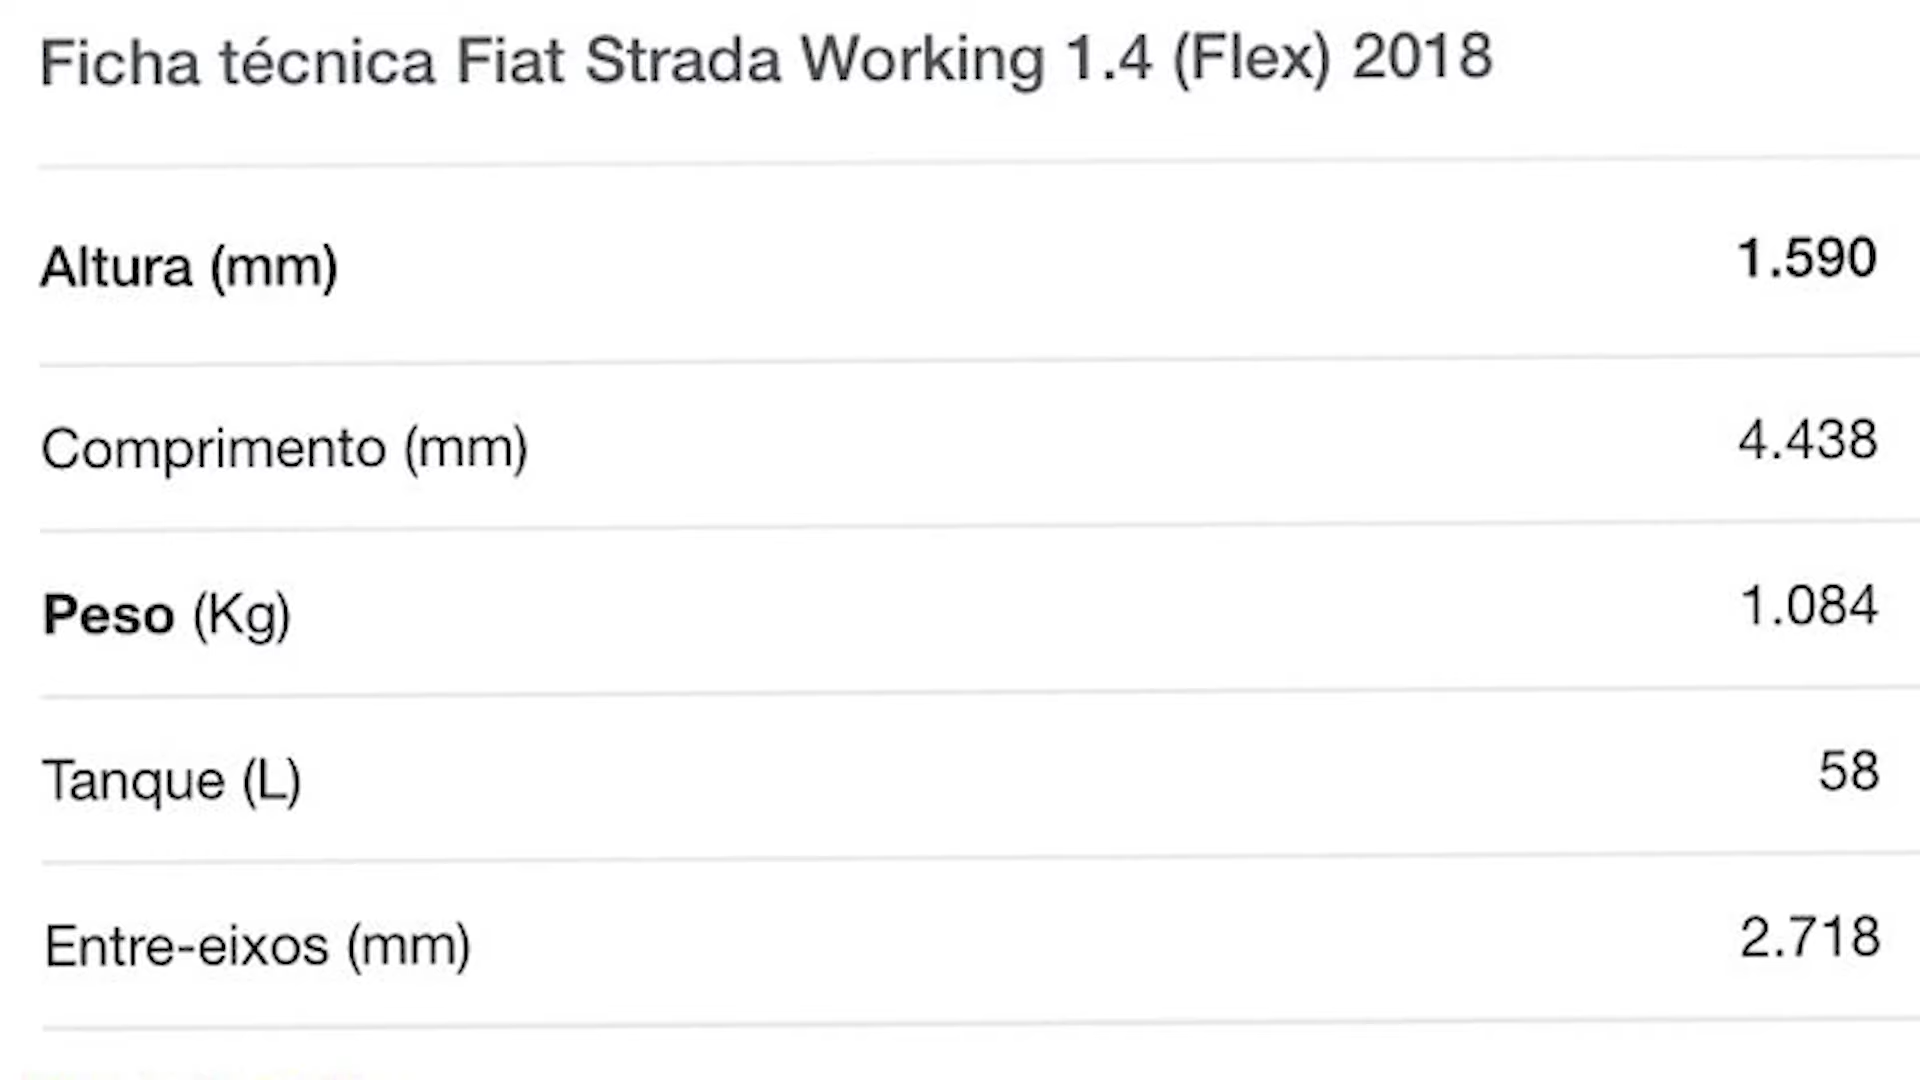 Ficha técnica Fiat Strada Working 1.4 (Flex) 2018
Altura (mm) 1.590
Comprimento (mm) 4.438
Peso (Kg) 1.084
Tanque (L) 58
Entre-eixos (mm) 2.718